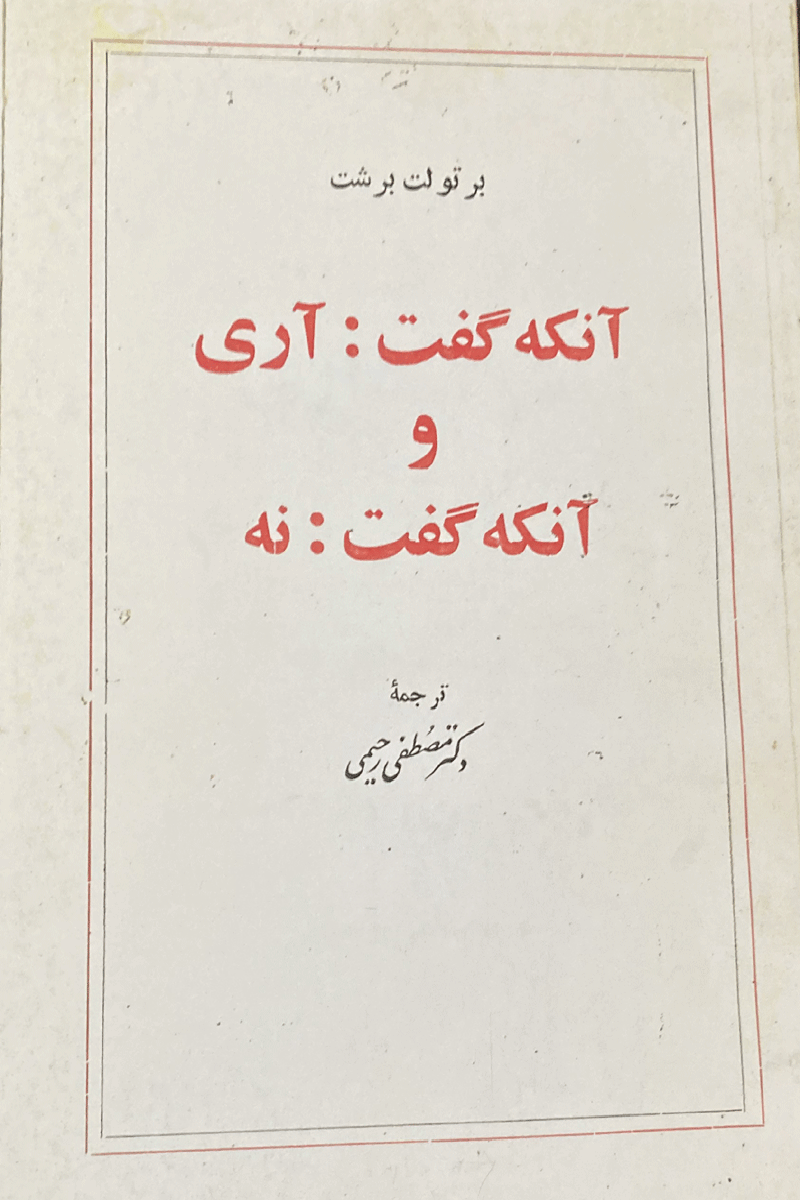 برتولت برشت
آنکه گفت : آری
و
آنکه گفت : نه
ترجمهٔ
دکتر مصطفی رحیمی